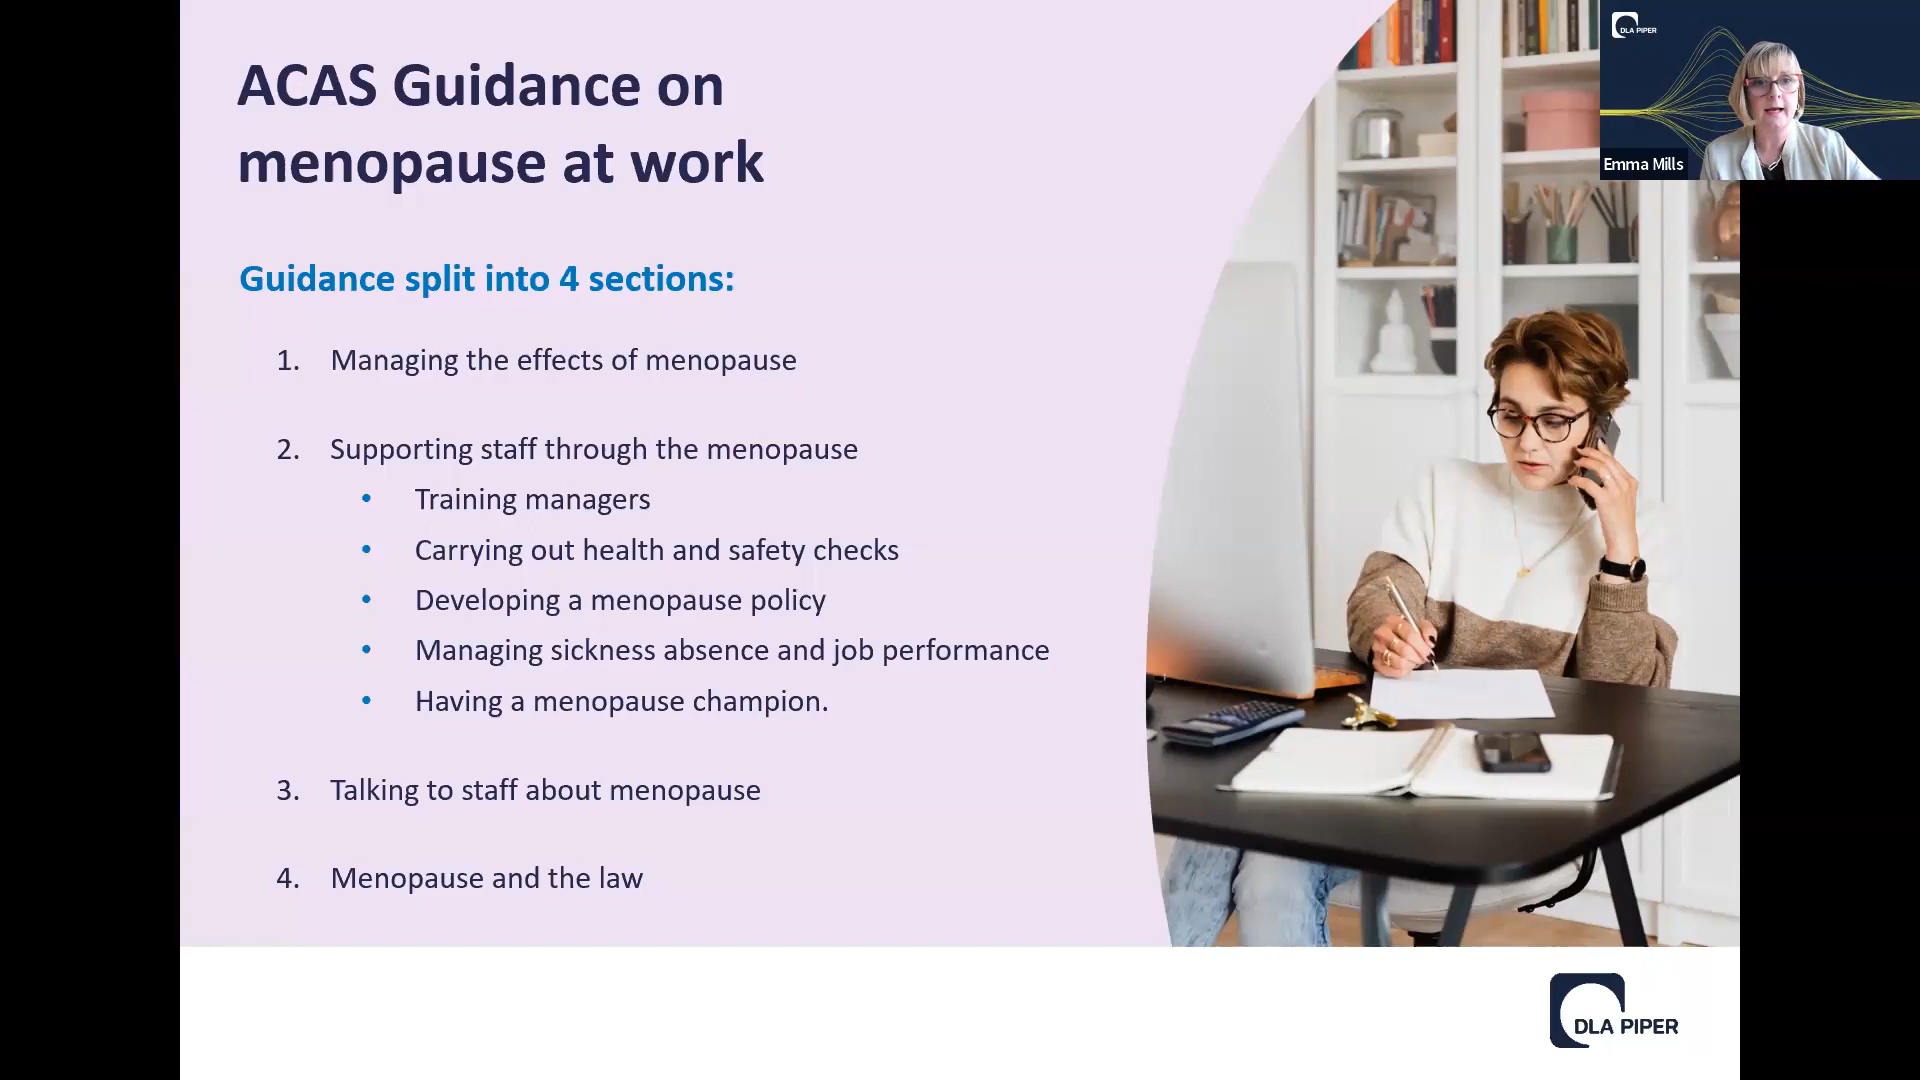 ACAS Guidance on
menopause at work
Guidance split into 4 sections:
1. Managing the effects of menopause
2. Supporting staff through the menopause
• Training managers
• Carrying out health and safety checks
• Developing a menopause policy
• Managing sickness absence and job performance
• Having a menopause champion.
3. Talking to staff about menopause
4. Menopause and the law
DLA PIPER
Emma Mills
DLA PIPER